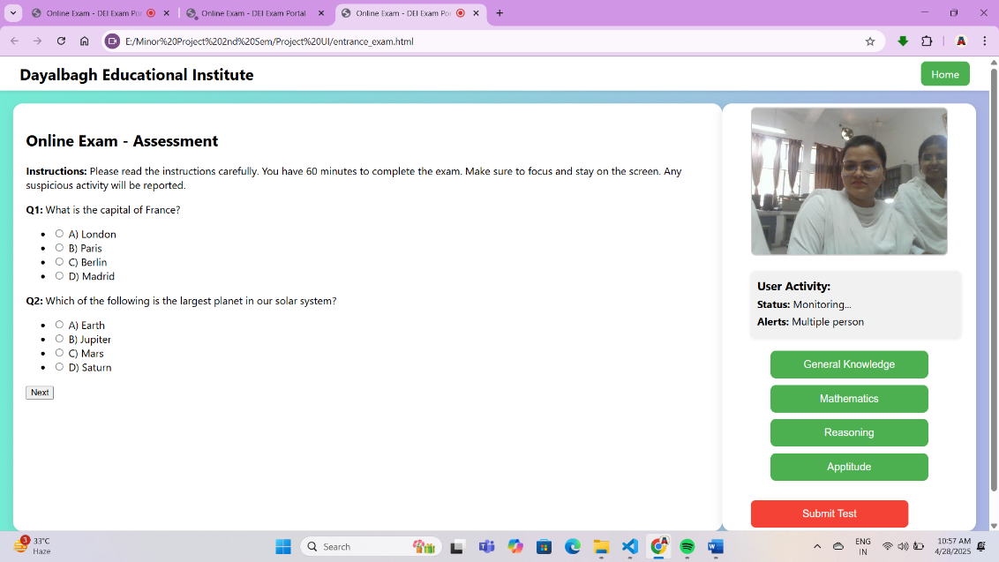 Online Exam - DEI Exam Por
Online Exam - DEI Exam Portal
Online Exam - DEI Exam Por
E:/Minor%20Project%202nd%20Sem/Project%20UI/entrance_exam.html
Dayalbagh Educational Institute
Home
Online Exam - Assessment
Instructions: Please read the instructions carefully. You have 60 minutes to complete the exam. Make sure to focus and stay on the screen. Any
suspicious activity will be reported.
Q1: What is the capital of France?
A) London
B) Paris
C) Berlin
D) Madrid
Q2: Which of the following is the largest planet in our solar system?
A) Earth
B) Jupiter
C) Mars
D) Saturn
Next
User Activity:
Status: Monitoring...
Alerts: Multiple person
General Knowledge
Mathematics
Reasoning
Apptitude
Submit Test
3
33°C
Haze
Search
ENG
IN
10:57 AM
4/28/2025